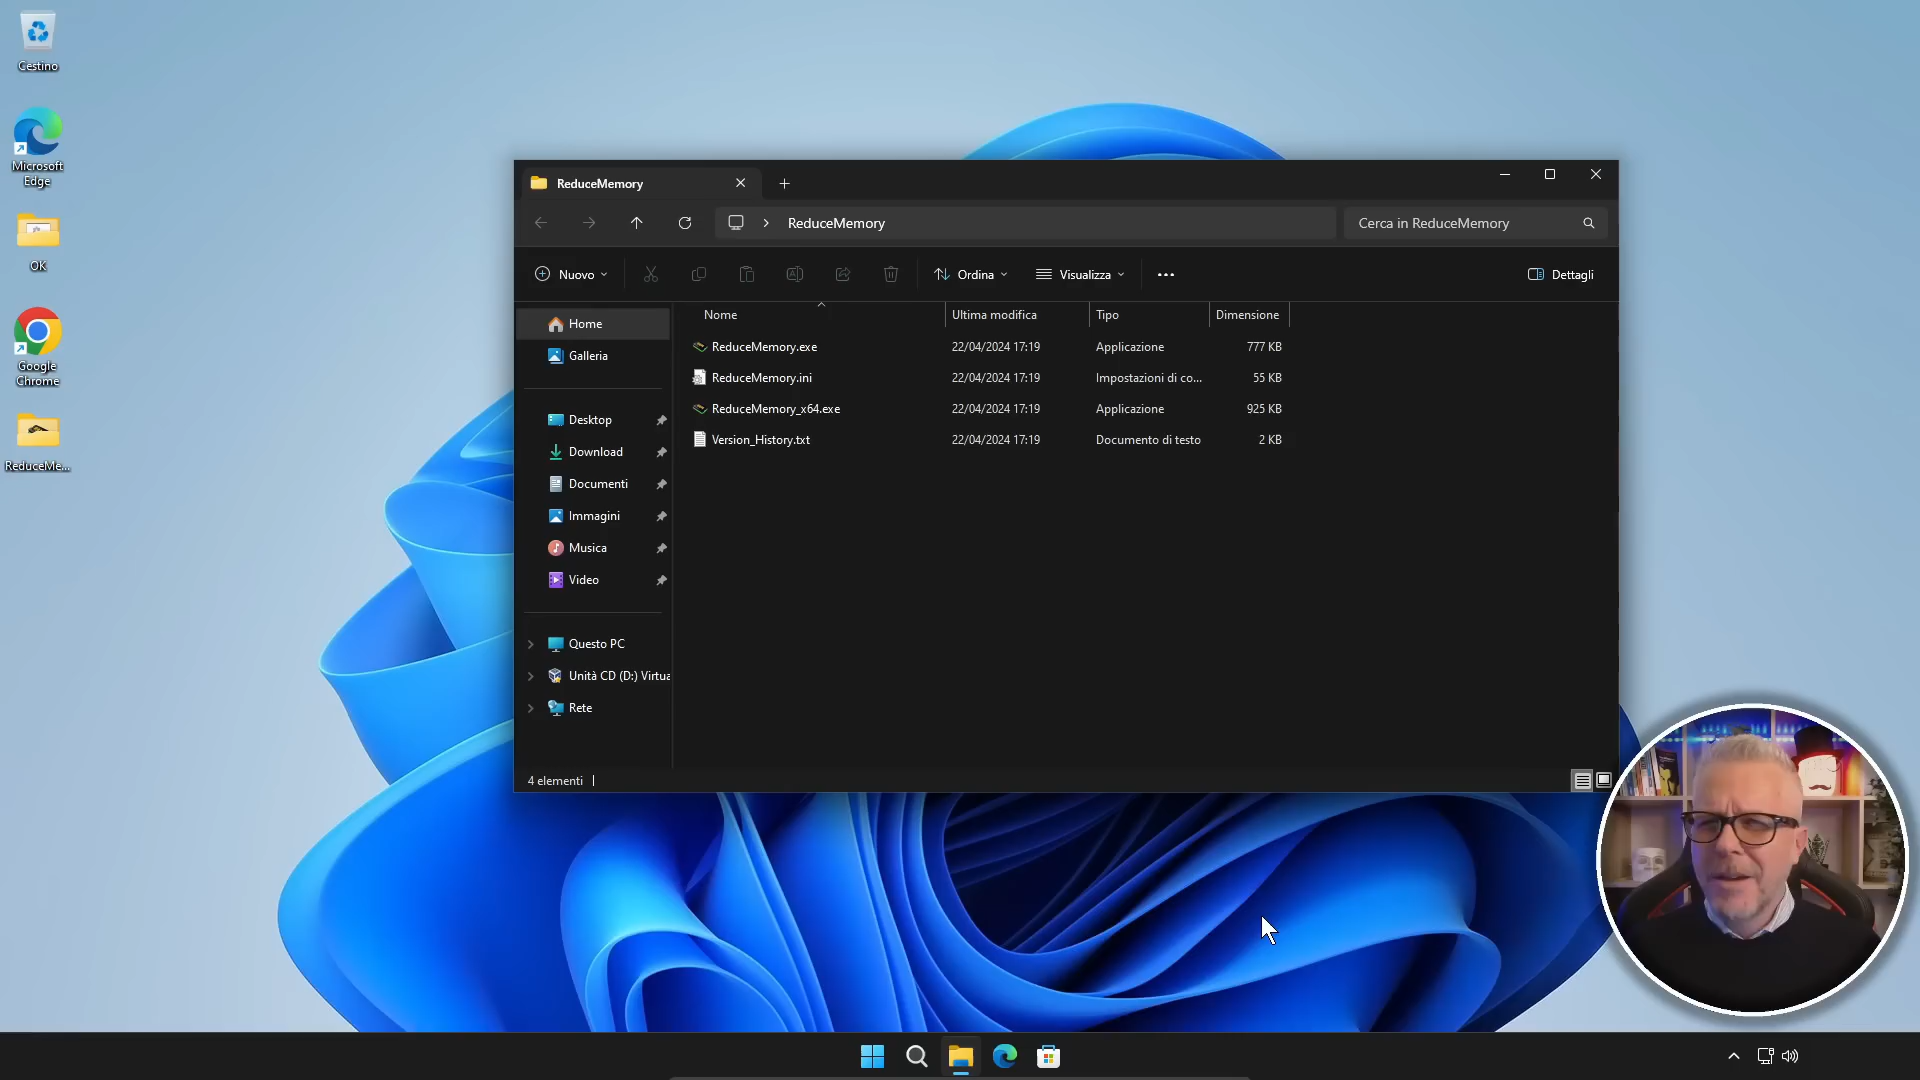 Cestino
Microsoft
Edge
OK
Google
Chrome
ReduceMe...
ReduceMemory
ReduceMemory
Cerca in ReduceMemory
Nuovo
Ordina
Visualizza
Dettagli
Home
Galleria
Desktop
Download
Documenti
Immagini
Musica
Video
Questo PC
Unità CD (D:) Virtua
Rete
Nome Ultima modifica Tipo Dimensione
ReduceMemory.exe 22/04/2024 17:19 Applicazione 777 KB
ReduceMemory.ini 22/04/2024 17:19 Impostazioni di co... 55 KB
ReduceMemory_x64.exe 22/04/2024 17:19 Applicazione 925 KB
Version_History.txt 22/04/2024 17:19 Documento di testo 2 KB
4 elementi